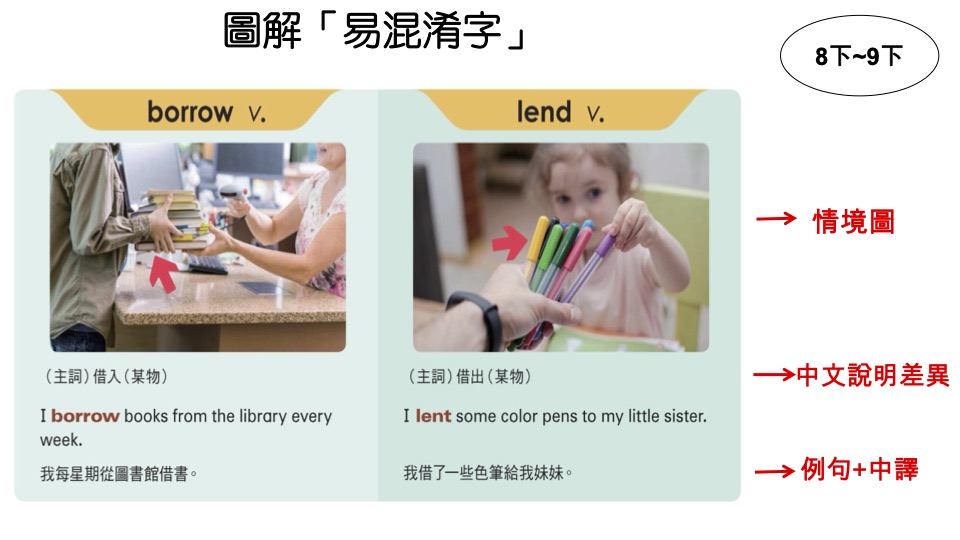 圖解「易混淆字」
8下~9下
borrow v.
lend v.
情境圖
（主詞）借入（某物）
（主詞）借出（某物）
中文說明差異
I borrow books from the library every
week.
I lent some color pens to my little sister.
我每星期從圖書館借書。
我借了一些色筆給我妹妹。
例句+中譯